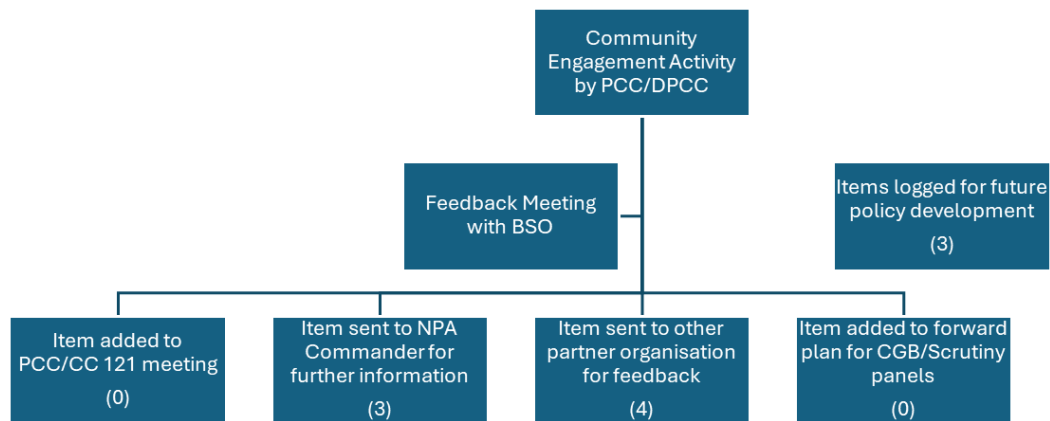 Community
Engagement Activity
by PCC/DPCC
Feedback Meeting
with BSO
Items logged for future
policy development
(3)
Item added to
PCC/CC 121 meeting
(0)
Item sent to NPA
Commander for
further information
(3)
Item sent to other
partner organisation
for feedback
(4)
Item added to forward
plan for CGB/Scrutiny
panels
(0)